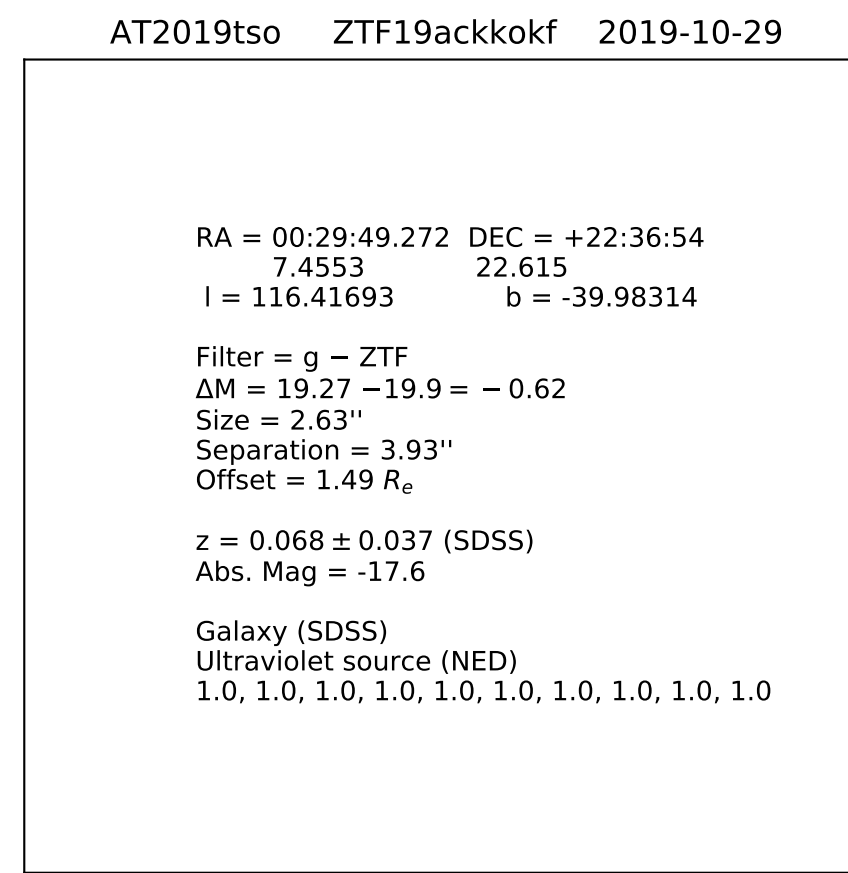 AT2019tso ZTF19ackkokf 2019-10-29
RA = 00:29:49.272 DEC = +22:36:54
7.4553 22.615
l = 116.41693 b = -39.98314
Filter = g − ZTF
ΔM = 19.27 −19.9 = − 0.62
Size = 2.63''
Separation = 3.93''
Offset = 1.49 Re
z = 0.068 ± 0.037 (SDSS)
Abs. Mag = -17.6
Galaxy (SDSS)
Ultraviolet source (NED)
1.0, 1.0, 1.0, 1.0, 1.0, 1.0, 1.0, 1.0, 1.0, 1.0